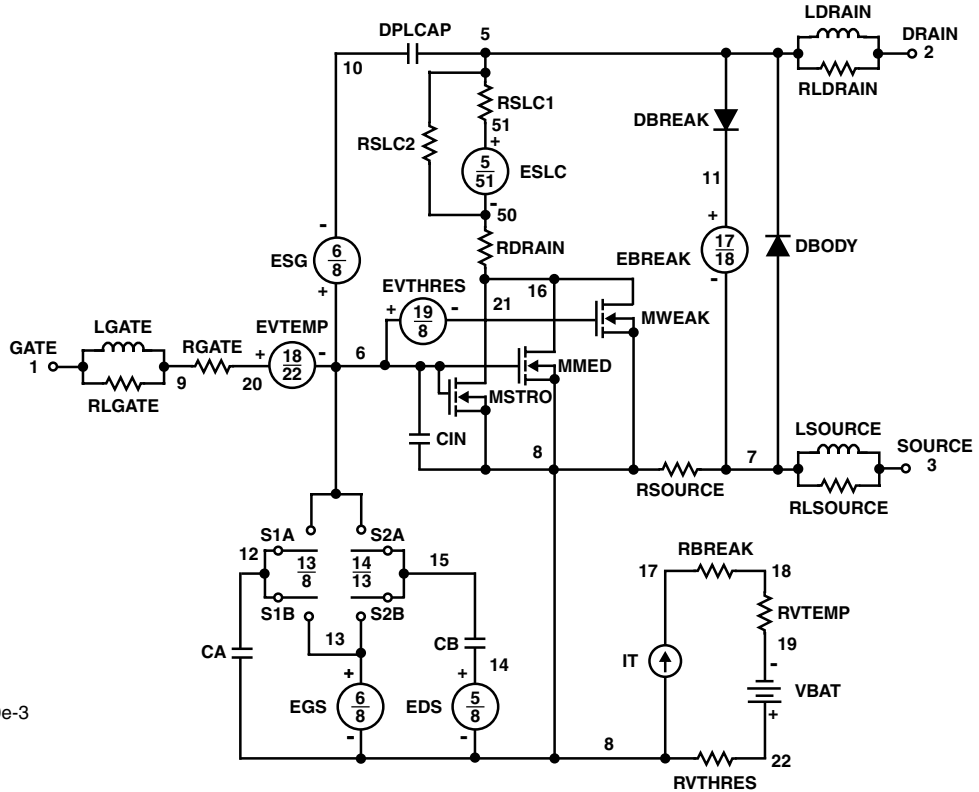 LDRAIN
DPLCAP 5 DRAIN
10 2
RSLC1 RLDRAIN
51 DBREAK
RSLC2 +
5
51 ESLC
11
- 50
- +
6
8 RDRAIN 17
18 DBODY
ESG EBREAK
+ EVTHRES 16 -
+ 19
8 - 21
MWEAK
LGATE EVTEMP
GATE RGATE + 18
22 - 6 MMED
1 9 20
RLGATE MSTRO
LSOURCE
CIN 8 7 SOURCE
3
RSOURCE
RLSOURCE
S1A S2A
12 13
8 14
13 15 RBREAK
17 18
S1B S2B RVTEMP
13 CB 19
CA 14 IT -
+ + VBAT
EGS 6
8 EDS 5
8 +
e-3
- - 8 22
RVTHRES